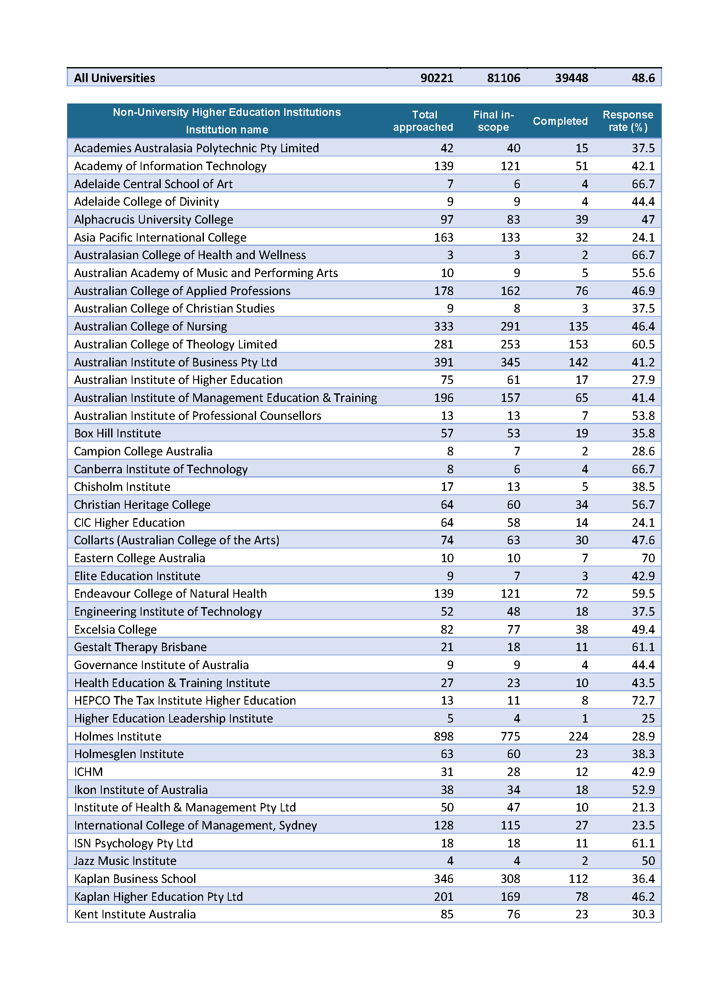 All Universities 90221 81106 39448 48.6
Non-University Higher Education Institutions
Institution name
Total approached
Final in-scope
Completed
Response rate (%)
Academies Australasia Polytechnic Pty Limited 42 40 15 37.5
Academy of Information Technology 139 121 51 42.1
Adelaide Central School of Art 7 6 4 66.7
Adelaide College of Divinity 9 9 4 44.4
Alphacrucis University College 97 83 39 47
Asia Pacific International College 163 133 32 24.1
Australasian College of Health and Wellness 3 3 2 66.7
Australian Academy of Music and Performing Arts 10 9 5 55.6
Australian College of Applied Professions 178 162 76 46.9
Australian College of Christian Studies 9 8 3 37.5
Australian College of Nursing 333 291 135 46.4
Australian College of Theology Limited 281 253 153 60.5
Australian Institute of Business Pty Ltd 391 345 142 41.2
Australian Institute of Higher Education 75 61 17 27.9
Australian Institute of Management Education & Training 196 157 65 41.4
Australian Institute of Professional Counsellors 13 13 7 53.8
Box Hill Institute 57 53 19 35.8
Campion College Australia 8 7 2 28.6
Canberra Institute of Technology 8 6 4 66.7
Chisholm Institute 17 13 5 38.5
Christian Heritage College 64 60 34 56.7
CIC Higher Education 64 58 14 24.1
Collarts (Australian College of the Arts) 74 63 30 47.6
Eastern College Australia 10 10 7 70
Elite Education Institute 9 7 3 42.9
Endeavour College of Natural Health 139 121 72 59.5
Engineering Institute of Technology 52 48 18 37.5
Excelsia College 82 77 38 49.4
Gestalt Therapy Brisbane 21 18 11 61.1
Governance Institute of Australia 9 9 4 44.4
Health Education & Training Institute 27 23 10 43.5
HEPCO The Tax Institute Higher Education 13 11 8 72.7
Higher Education Leadership Institute 5 4 1 25
Holmes Institute 898 775 224 28.9
Holmesglen Institute 63 60 23 38.3
ICHM 31 28 12 42.9
Ikon Institute of Australia 38 34 18 52.9
Institute of Health & Management Pty Ltd 50 47 10 21.3
International College of Management, Sydney 128 115 27 23.5
ISN Psychology Pty Ltd 18 18 11 61.1
Jazz Music Institute 4 4 2 50
Kaplan Business School 346 308 112 36.4
Kaplan Higher Education Pty Ltd 201 169 78 46.2
Kent Institute Australia 85 76 23 30.3